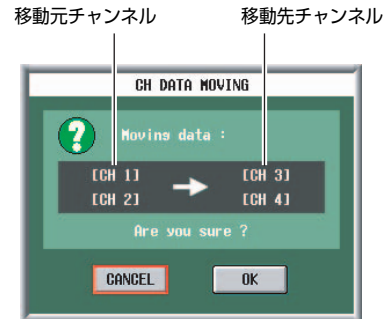 移動元チャンネル 移動先チャンネル
CH DATA MOVING
?
Moving data :
[CH 1] [CH 3]
[CH 2] [CH 4]
Are you sure ?
CANCEL OK